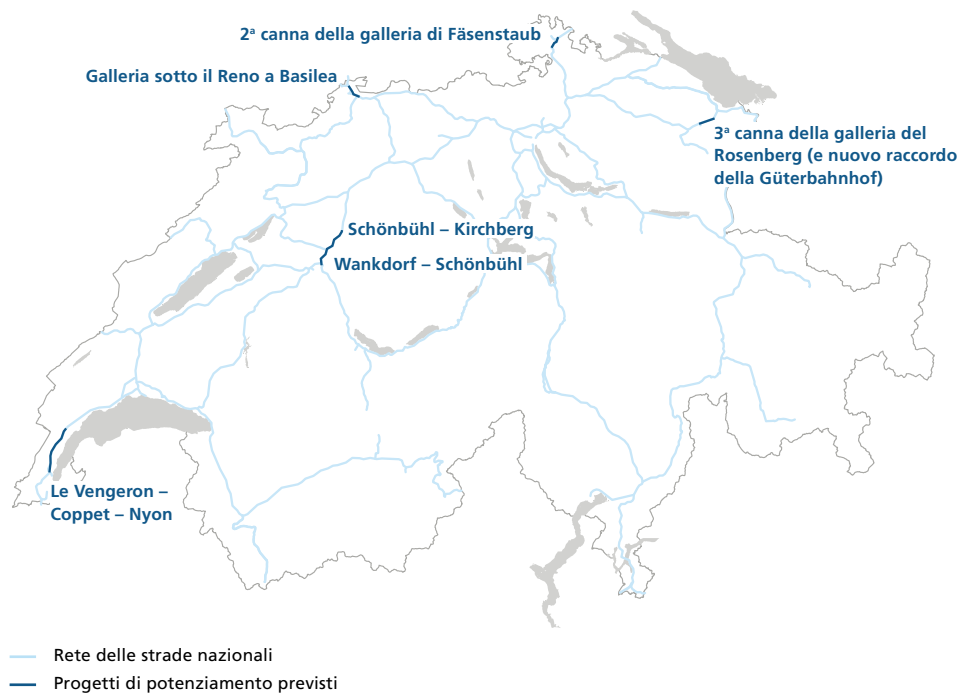 2ª canna della galleria di Fäsenstaub
Galleria sotto il Reno a Basilea
3ª canna della galleria del
Rosenberg (e nuovo raccordo
della Güterbahnhof)
Schönbühl – Kirchberg
Wankdorf – Schönbühl
Le Vengeron –
Coppet – Nyon
Rete delle strade nazionali
Progetti di potenziamento previsti